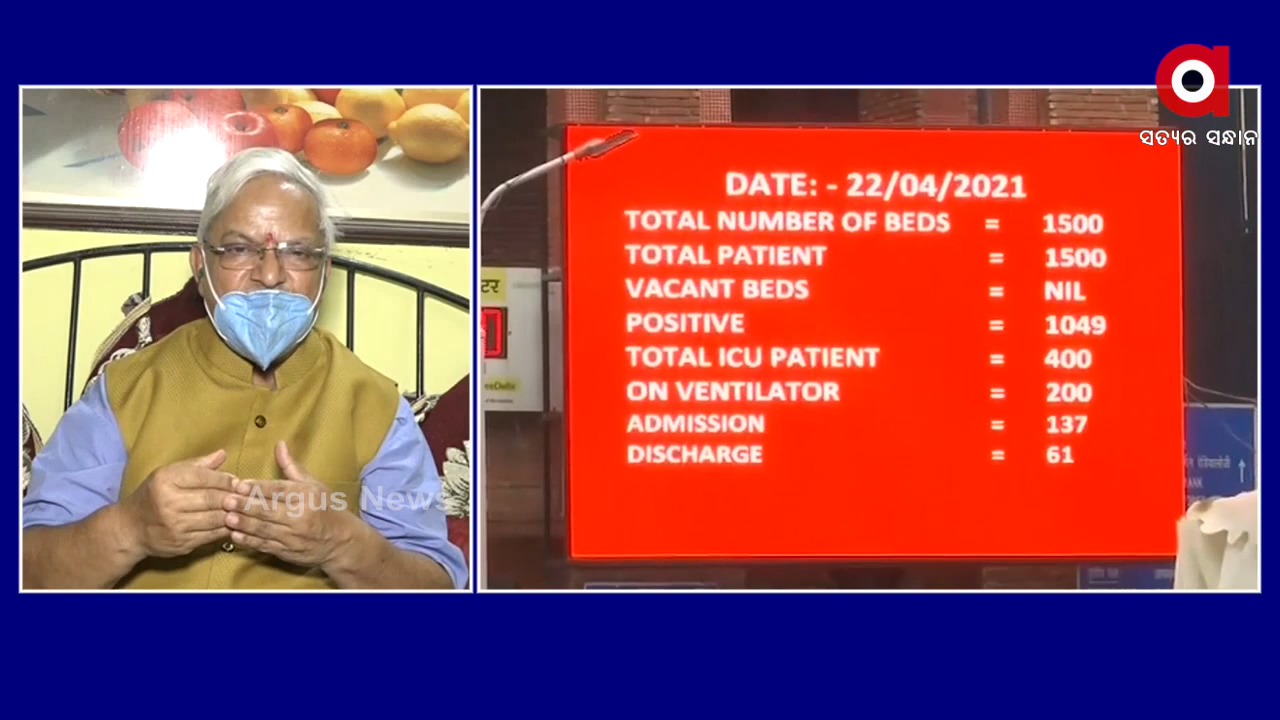 ସତ୍ୟର ସନ୍ଧାନ
DATE: - 22/04/2021
TOTAL NUMBER OF BEDS = 1500
TOTAL PATIENT = 1500
VACANT BEDS = NIL
POSITIVE = 1049
TOTAL ICU PATIENT = 400
ON VENTILATOR = 200
ADMISSION = 137
DISCHARGE = 61
टर
Argus News